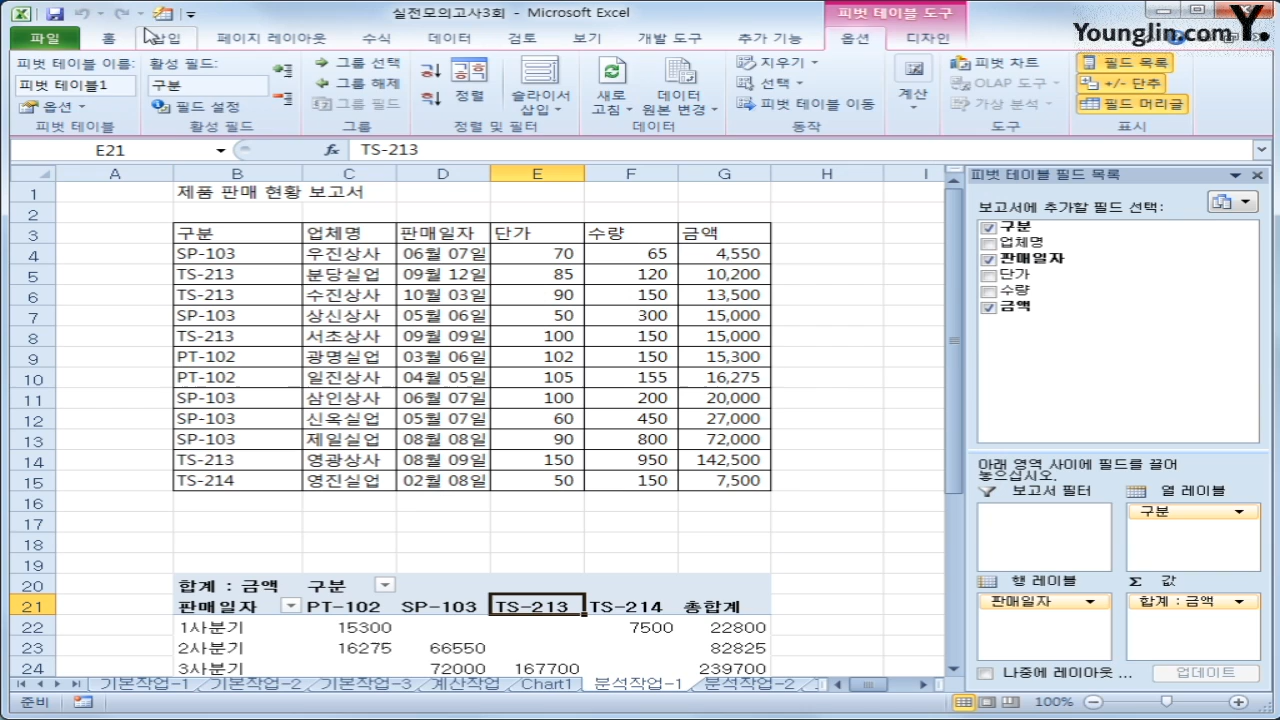 실전모의고사3회 - Microsoft Excel
피벗 테이블 도구
YoungJin.com Y.
파일 홈 삽입 페이지 레이아웃 수식 데이터 검토 보기 개발 도구 추가 기능 옵션 디자인
피벗 테이블 이름: 활성 필드: 그룹 선택 지우기 피벗 차트 필드 목록
피벗 테이블1 구분 그룹 해제 선택 OLAP 도구 +/- 단추
옵션 필드 설정 그룹 필드 정렬 슬라이서 삽입 새로 고침 데이터 원본 변경 피벗 테이블 이동 계산 가상 분석 필드 머리글
피벗 테이블 활성 필드 그룹 정렬 및 필터 데이터 동작 도구 표시
E21 fx TS-213
A B C D E F G H I
1 제품 판매 현황 보고서
2
3 구분 업체명 판매일자 단가 수량 금액
4 SP-103 우진상사 06월 07일 70 65 4,550
5 TS-213 분당실업 09월 12일 85 120 10,200
6 TS-213 수진상사 10월 03일 90 150 13,500
7 SP-103 상신상사 05월 06일 50 300 15,000
8 TS-213 서초상사 09월 09일 100 150 15,000
9 PT-102 광명실업 03월 06일 102 150 15,300
10 PT-102 일진상사 04월 05일 105 155 16,275
11 SP-103 삼인상사 06월 07일 100 200 20,000
12 SP-103 신옥실업 05월 07일 60 450 27,000
13 SP-103 제일실업 08월 08일 90 800 72,000
14 TS-213 영광상사 08월 09일 150 950 142,500
15 TS-214 영진실업 02월 08일 50 150 7,500
16
17
18
19
20 합계 : 금액 구분
21 판매일자 PT-102 SP-103 TS-213 TS-214 총합계
22 1사분기 15300 7500 22800
23 2사분기 16275 66550 82825
24 3사분기 72000 167700 239700
기본작업-1 기본작업-2 기본작업-3 계산작업 Chart1 분석작업-1 분석작업-2
준비 100%
피벗 테이블 필드 목록
보고서에 추가할 필드 선택:
구분
업체명
판매일자
단가
수량
금액
아래 영역 사이에 필드를 끌어
놓으십시오.
보고서 필터 열 레이블
구분
행 레이블 Σ 값
판매일자 합계 : 금액
나중에 레이아웃 ... 업데이트